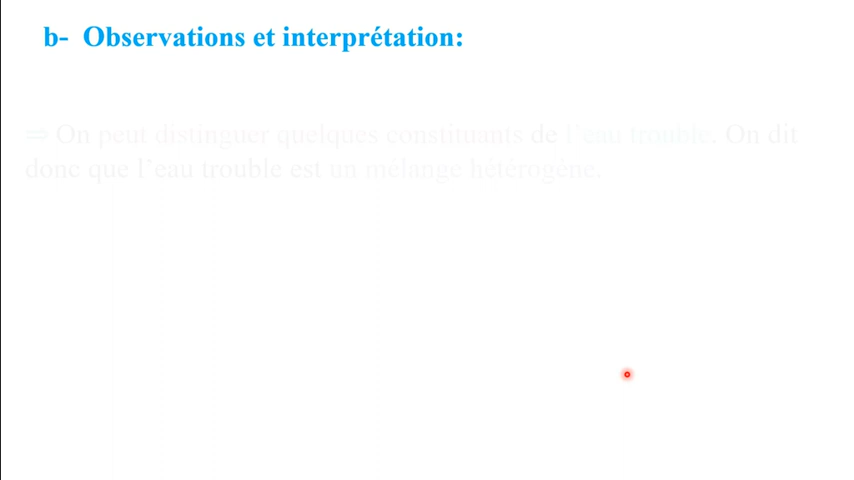 b- Observations et interprétation:
⇒ On peut distinguer quelques constituants de l'eau trouble. On dit
donc que l'eau trouble est un mélange hétérogène.